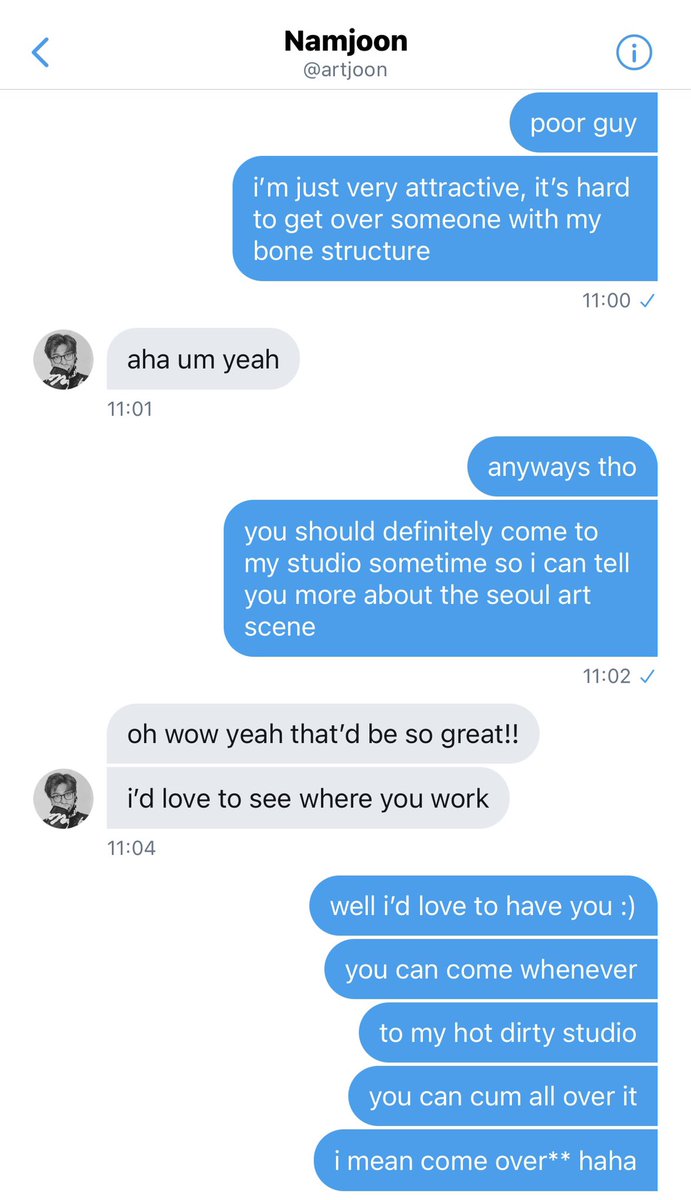 Namjoon
@artjoon
poor guy
i'm just very attractive, it's hard
to get over someone with my
bone structure
11:00 ✓
aha um yeah
11:01
anyways tho
you should definitely come to
my studio sometime so i can tell
you more about the seoul art
scene
11:02 ✓
oh wow yeah that'd be so great!!
i'd love to see where you work
11:04
well i'd love to have you :)
you can come whenever
to my hot dirty studio
you can cum all over it
i mean come over** haha